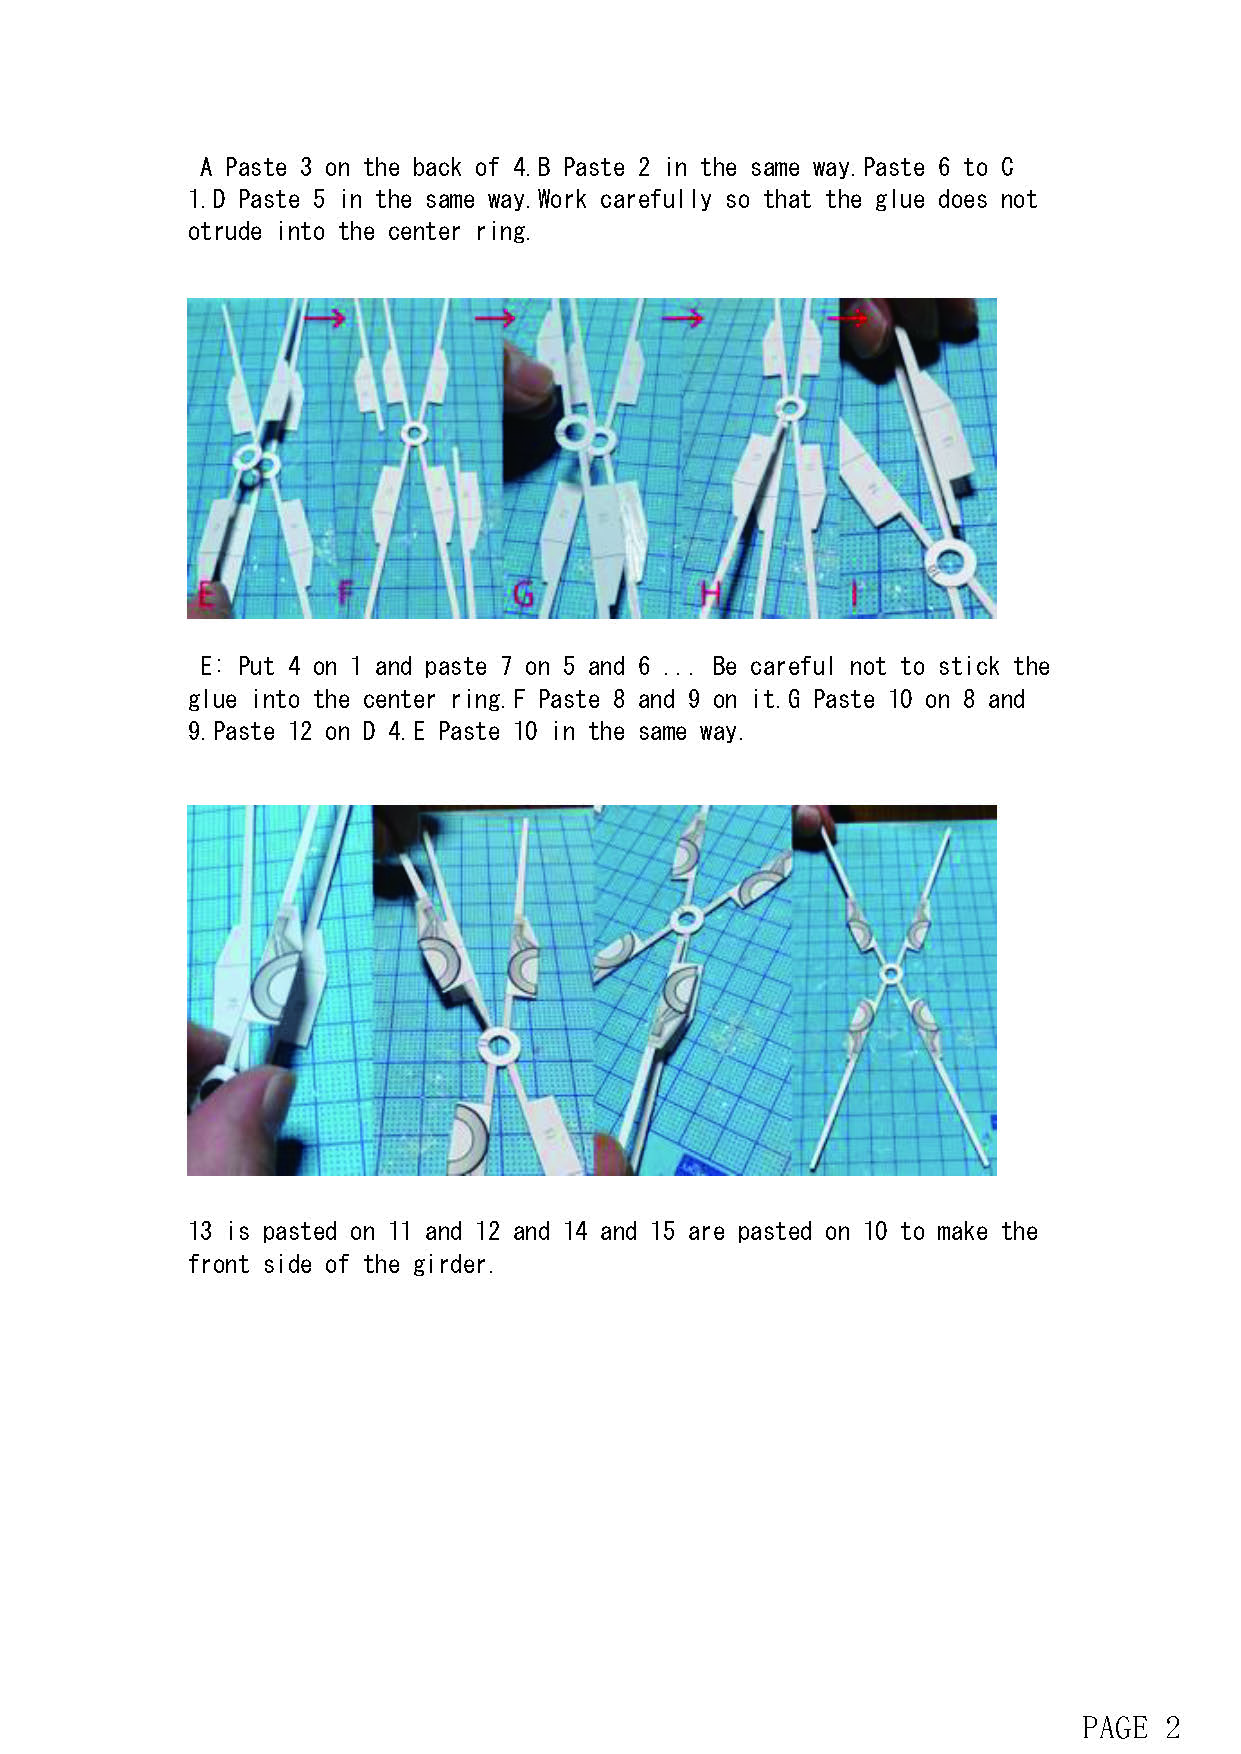 A Paste 3 on the back of 4.B Paste 2 in the same way.Paste 6 to C
1.D Paste 5 in the same way.Work carefully so that the glue does not
otrude into the center ring.
E F G H I
E: Put 4 on 1 and paste 7 on 5 and 6 ... Be careful not to stick the
glue into the center ring.F Paste 8 and 9 on it.G Paste 10 on 8 and
9.Paste 12 on D 4.E Paste 10 in the same way.
13 is pasted on 11 and 12 and 14 and 15 are pasted on 10 to make the
front side of the girder.
PAGE 2